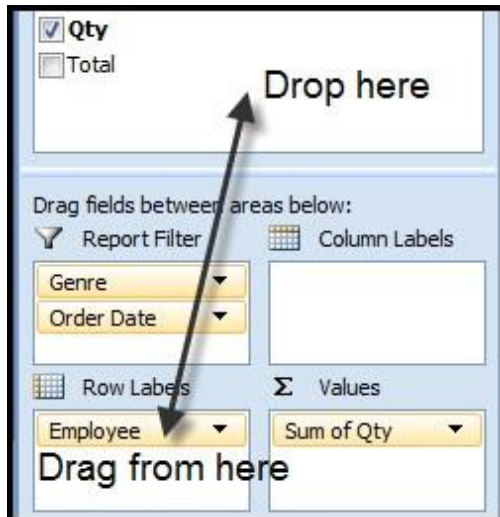 Qty
Total
Drop here
Drag fields between areas below:
Report Filter
Column Labels
Genre
Order Date
Row Labels
Σ Values
Employee
Sum of Qty
Drag from here